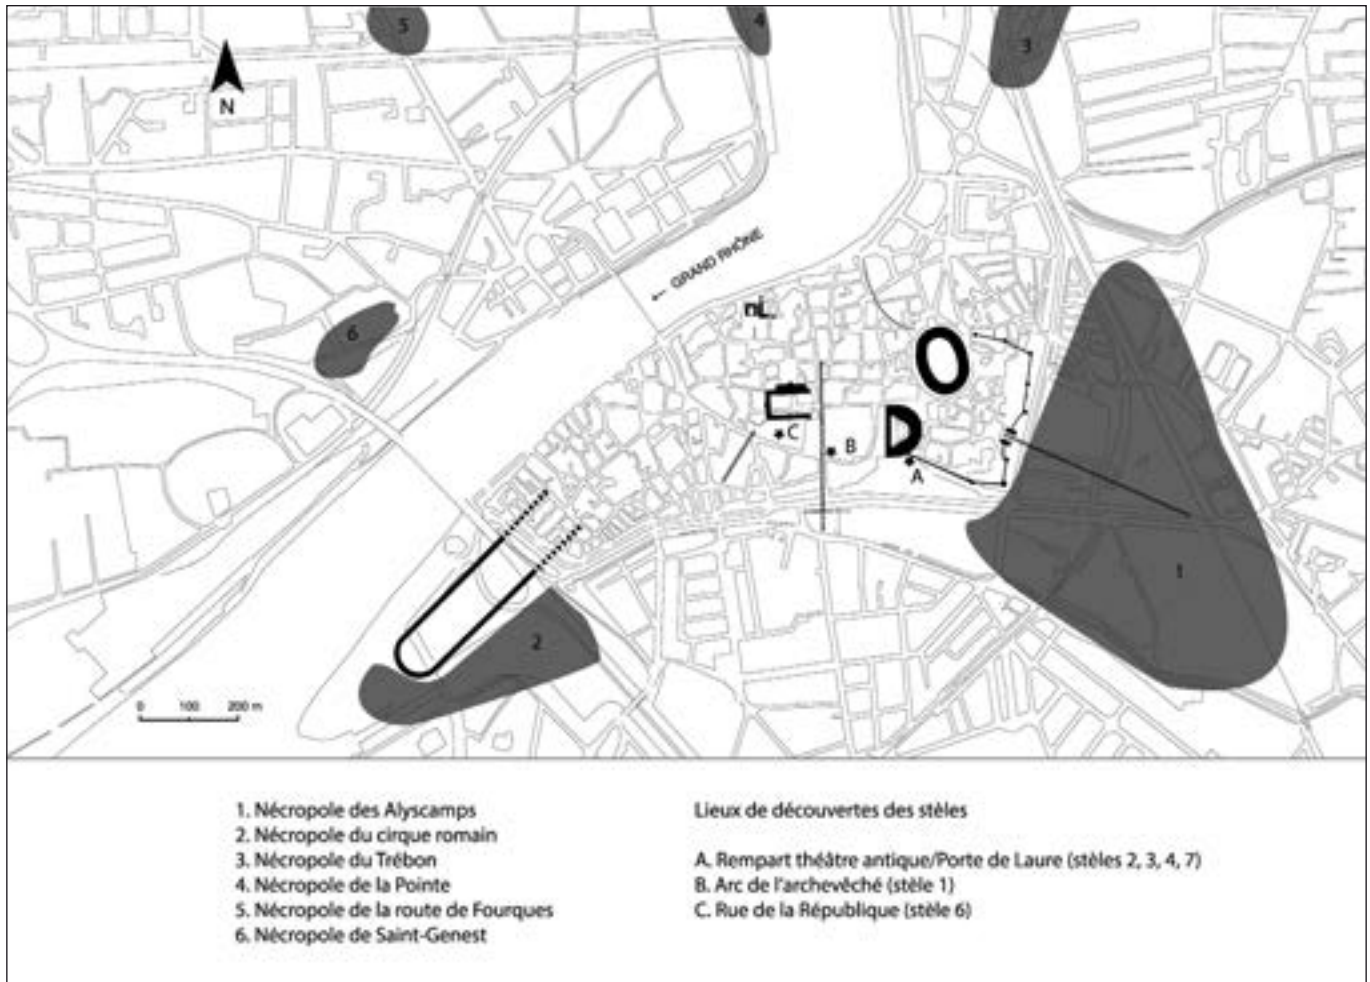 5
4
3
N
← GRAND RHÔNE
6
C
B
A
1
2
0 100 200 m
1. Nécropole des Alyscamps
2. Nécropole du cirque romain
3. Nécropole du Trébon
4. Nécropole de la Pointe
5. Nécropole de la route de Fourques
6. Nécropole de Saint-Genest
Lieux de découvertes des stèles
A. Rempart théâtre antique/Porte de Laure (stèles 2, 3, 4, 7)
B. Arc de l'archevêché (stèle 1)
C. Rue de la République (stèle 6)